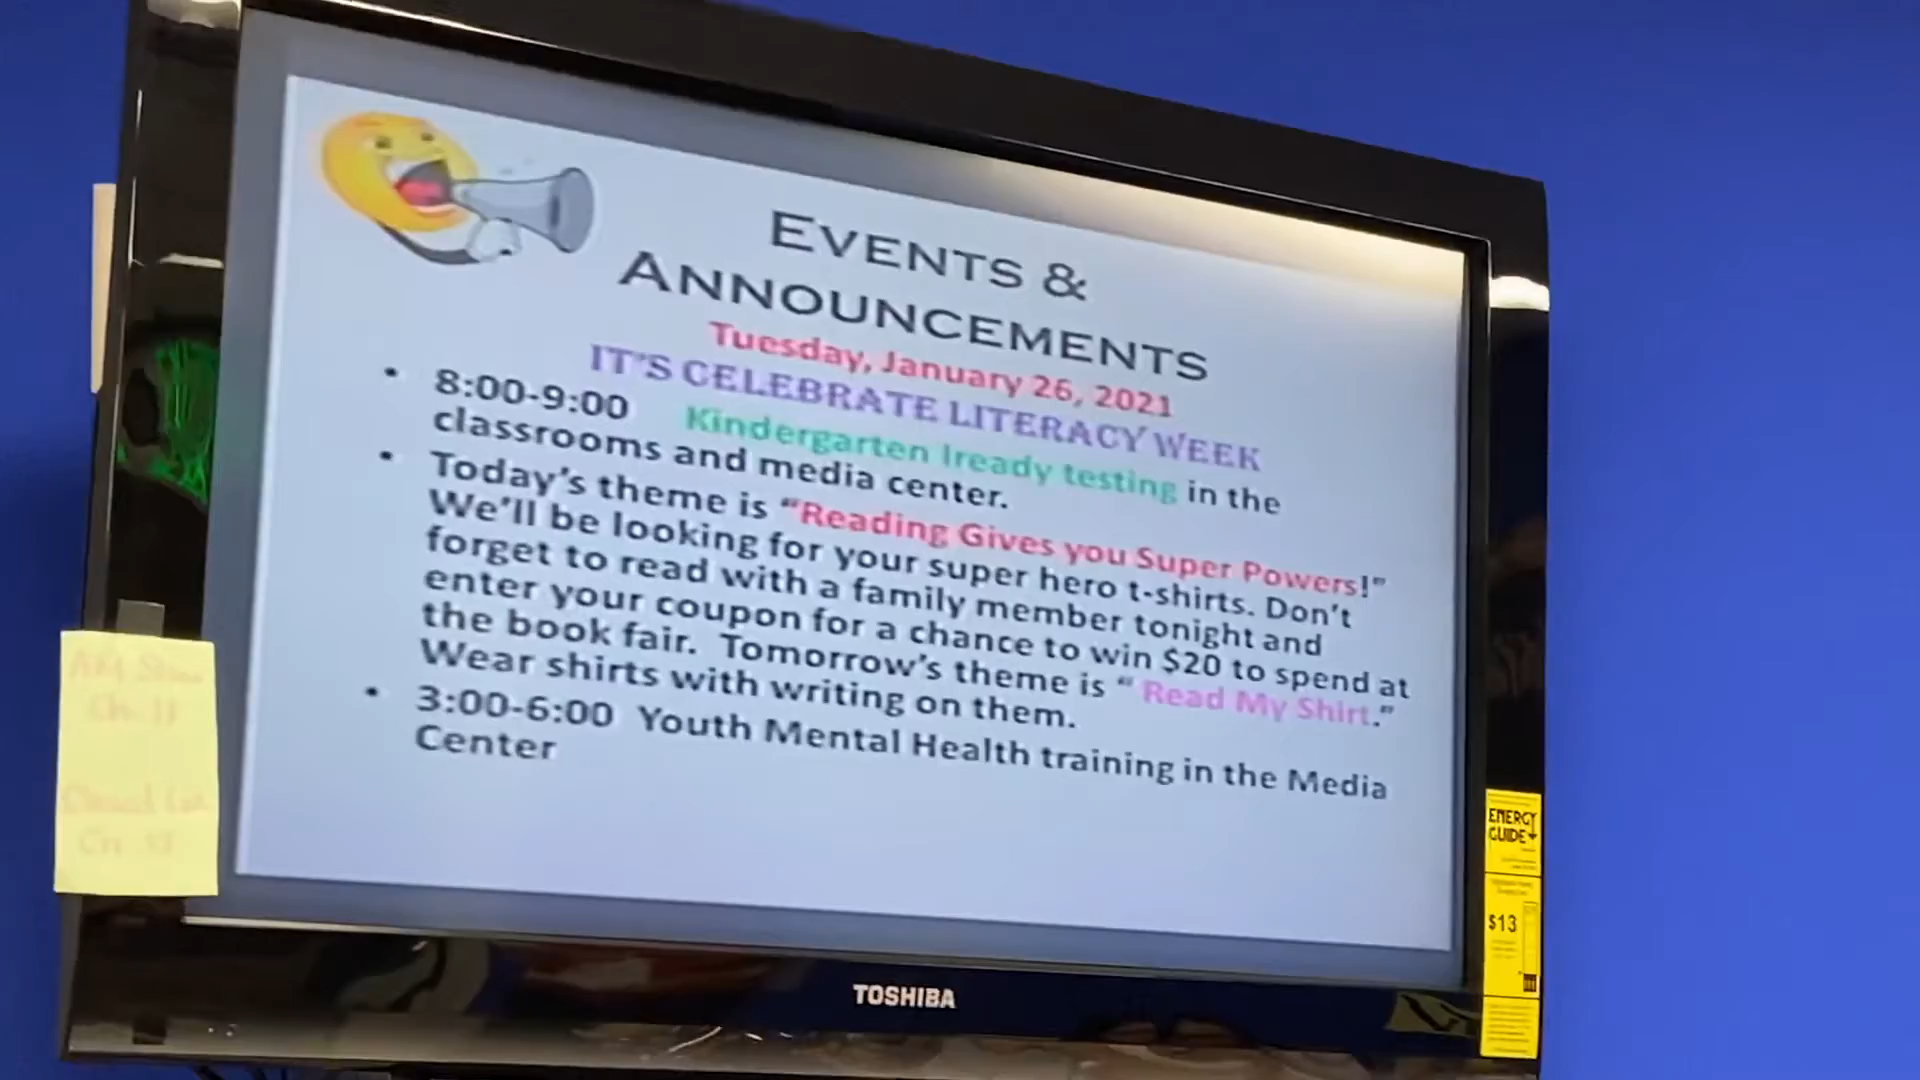 EVENTS &
ANNOUNCEMENTS
Tuesday, January 26, 2021
IT'S CELEBRATE LITERACY WEEK
• 8:00-9:00 Kindergarten Iready testing in the
classrooms and media center.
• Today's theme is "Reading Gives you Super Powers!"
We'll be looking for your super hero t-shirts. Don't
forget to read with a family member tonight and
enter your coupon for a chance to win $20 to spend at
the book fair. Tomorrow's theme is " Read My Shirt."
Wear shirts with writing on them.
• 3:00-6:00 Youth Mental Health training in the Media
Center
TOSHIBA
ENERGY
GUIDE
$13